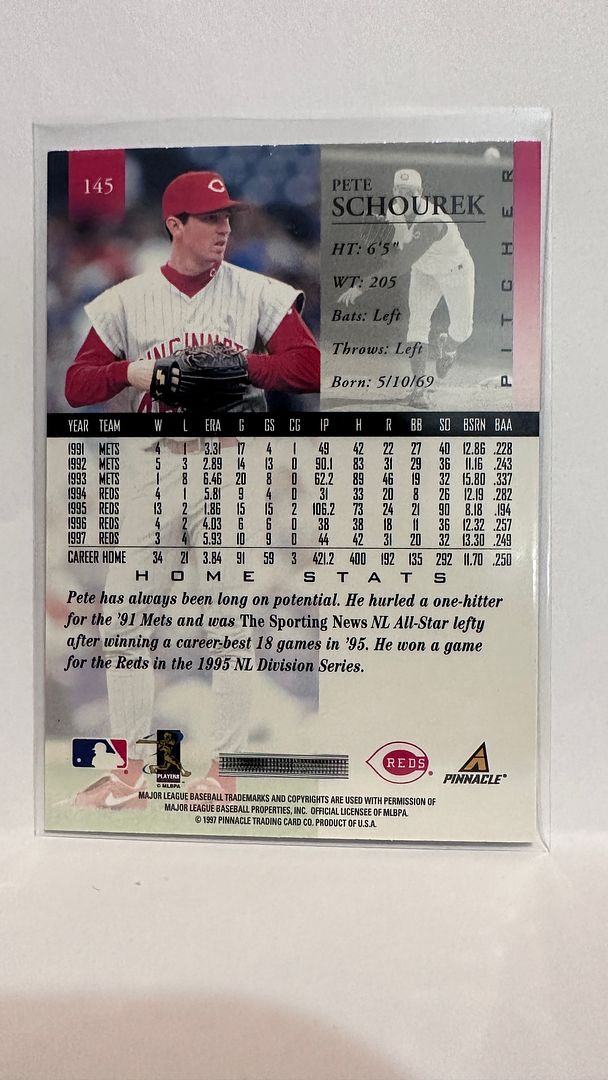 145
PETE
SCHOUREK
PITCHER
HT: 6'5"
WT: 205
Bats: Left
Throws: Left
Born: 5/10/69
CINCINNATI
YEAR TEAM W L ERA G GS CG IP H R BB SO BSRN BAA
1991 METS 4 1 3.31 17 4 1 49 42 22 27 40 12.86 .228
1992 METS 5 3 2.89 14 13 0 90.1 83 31 29 36 11.16 .243
1993 METS 1 8 6.46 20 8 0 62.2 89 46 19 32 15.80 .337
1994 REDS 4 1 5.81 9 4 0 31 33 20 8 26 12.19 .282
1995 REDS 13 2 1.86 15 15 2 106.2 73 24 21 90 8.18 .194
1996 REDS 4 2 4.03 6 6 0 38 38 18 11 36 12.32 .257
1997 REDS 3 4 5.93 10 9 0 44 42 31 20 32 13.30 .249
CAREER HOME 34 21 3.84 91 59 3 421.2 400 192 135 292 11.70 .250
HOME STATS
Pete has always been long on potential. He hurled a one-hitter
for the '91 Mets and was The Sporting News NL All-Star lefty
after winning a career-best 18 games in '95. He won a game
for the Reds in the 1995 NL Division Series.
PLAYERS
© MLBPA
REDS
PINNACLE®
MAJOR LEAGUE BASEBALL TRADEMARKS AND COPYRIGHTS ARE USED WITH PERMISSION OF
MAJOR LEAGUE BASEBALL PROPERTIES, INC. OFFICIAL LICENSEE OF MLBPA.
© 1997 PINNACLE TRADING CARD CO. PRODUCT OF U.S.A.